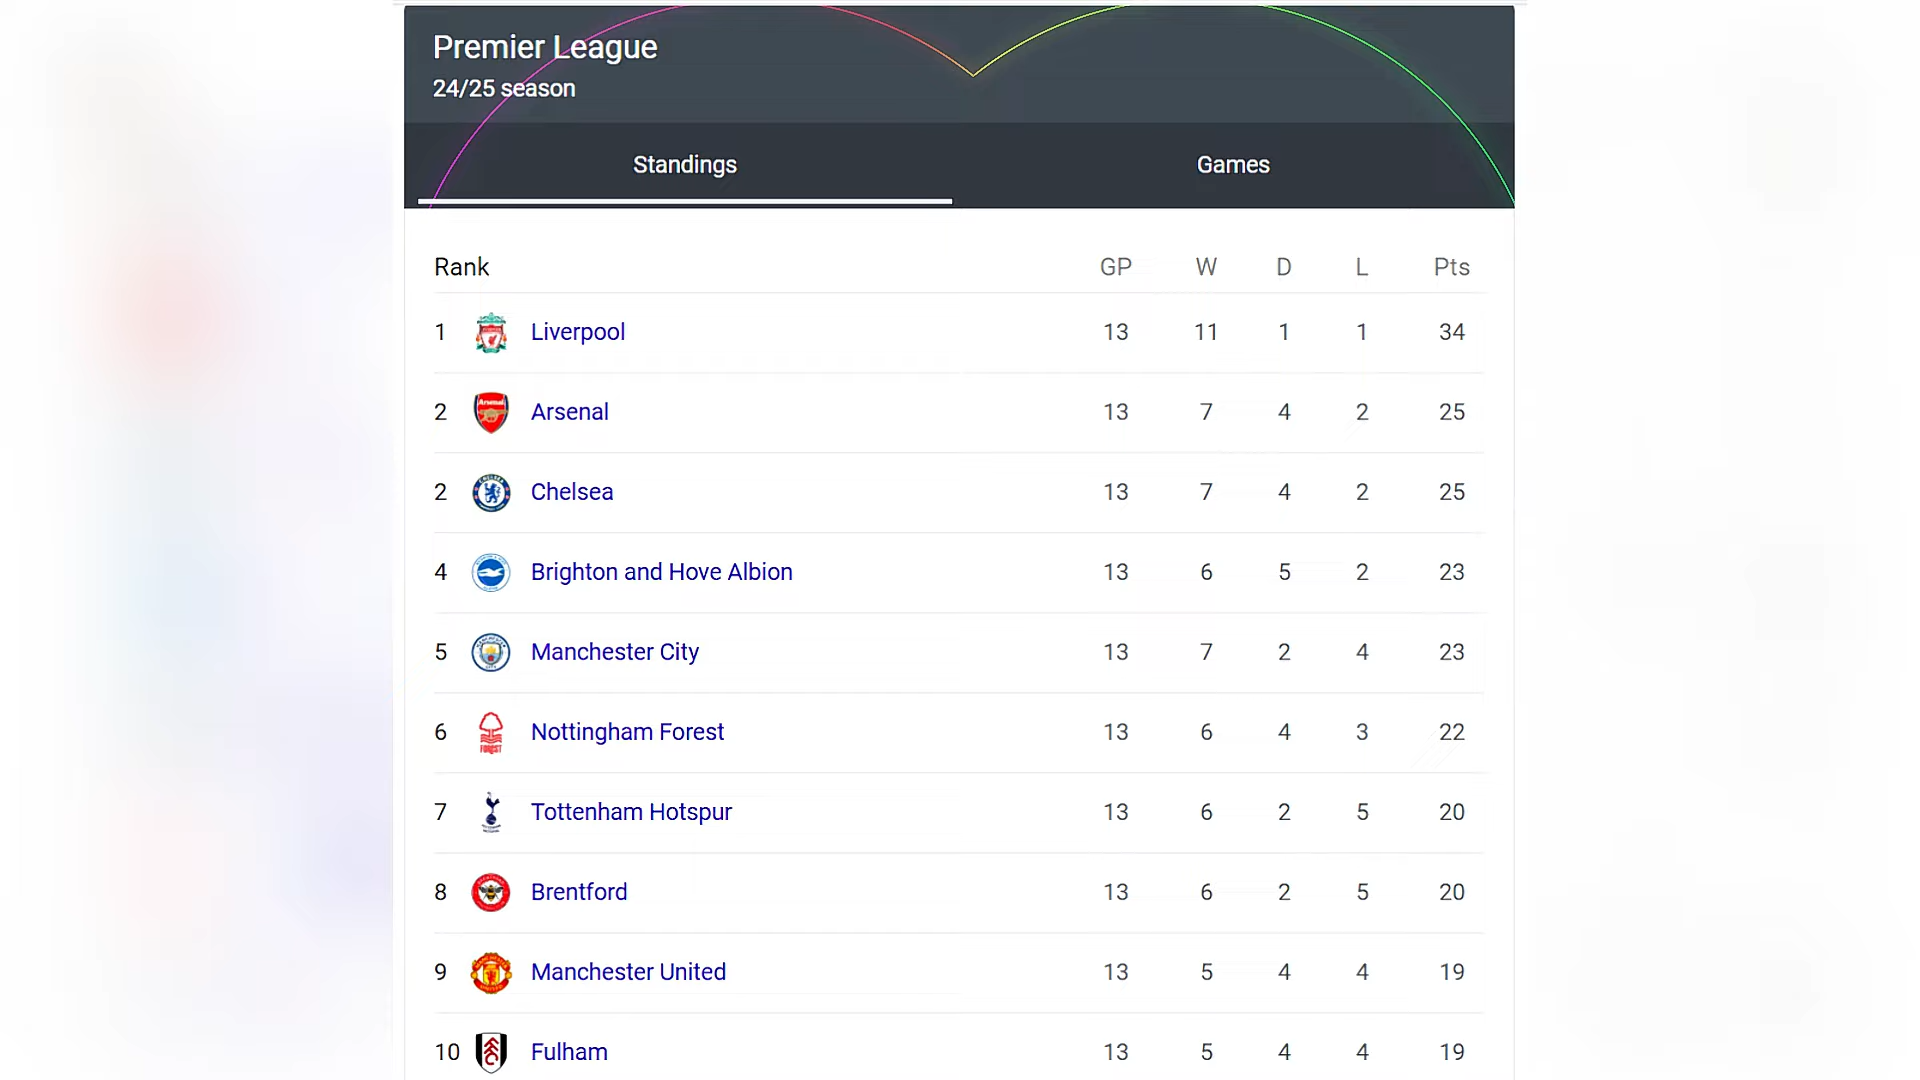 Premier League
24/25 season
Standings Games
Rank GP W D L Pts
1 Liverpool 13 11 1 1 34
2 Arsenal 13 7 4 2 25
2 Chelsea 13 7 4 2 25
4 Brighton and Hove Albion 13 6 5 2 23
5 Manchester City 13 7 2 4 23
6 Nottingham Forest 13 6 4 3 22
7 Tottenham Hotspur 13 6 2 5 20
8 Brentford 13 6 2 5 20
9 Manchester United 13 5 4 4 19
10 Fulham 13 5 4 4 19